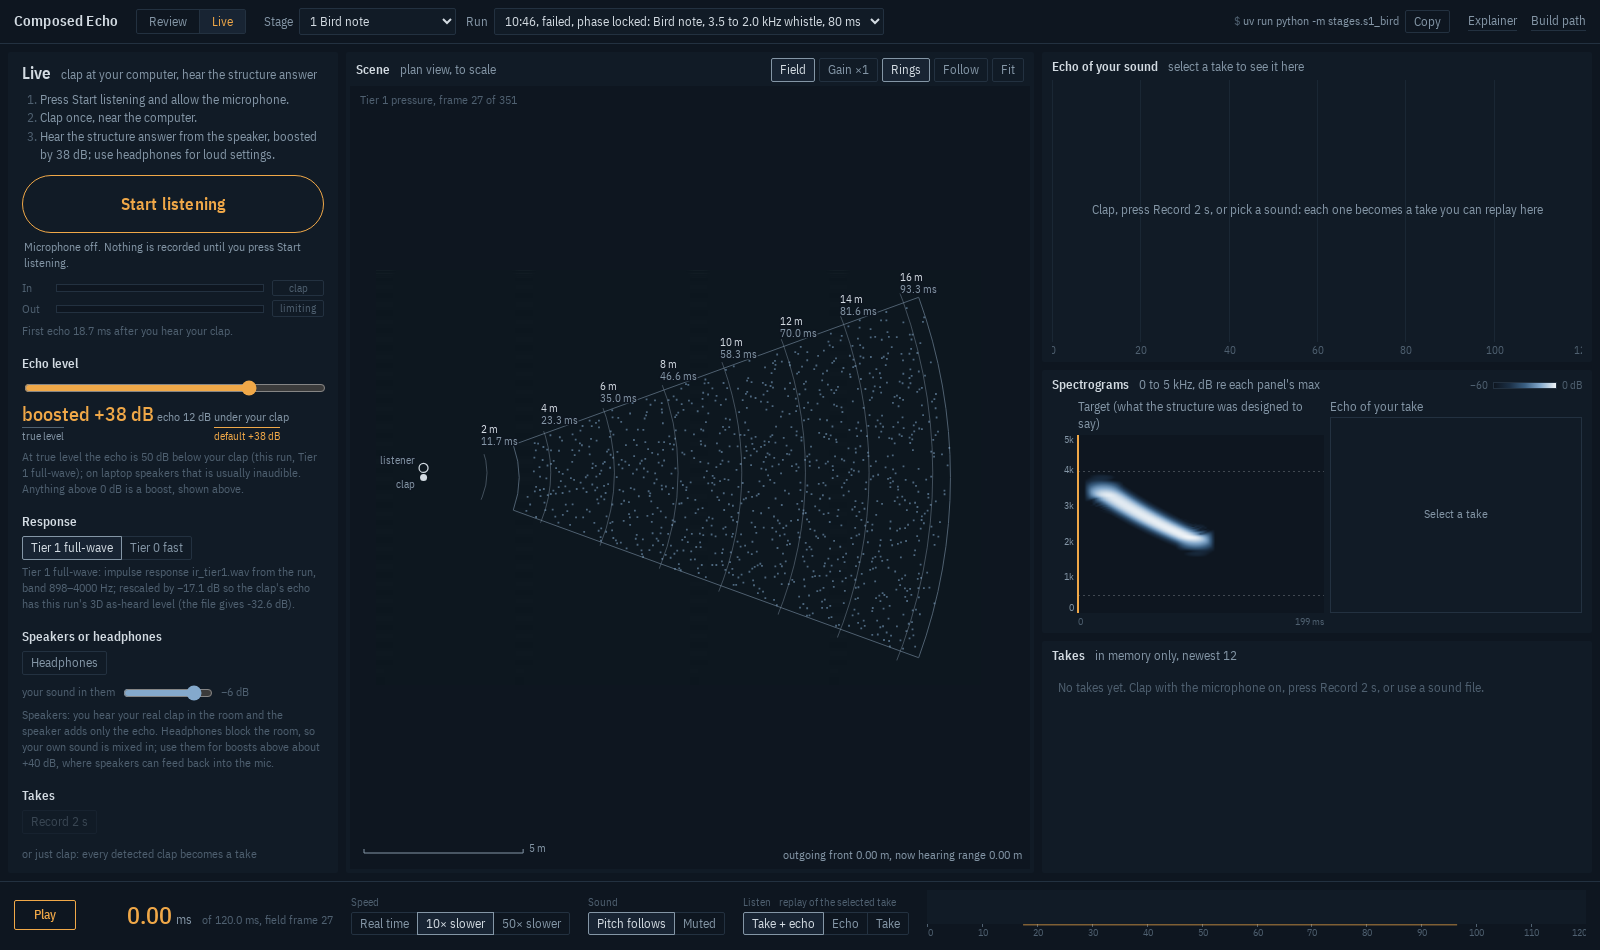 Composed Echo
Review
Live
Stage
1 Bird note
Run
10:46, failed, phase locked: Bird note, 3.5 to 2.0 kHz whistle, 80 ms
$ uv run python -m stages.s1_bird
Copy
Explainer
Build path
Live clap at your computer, hear the structure answer
1. Press Start listening and allow the microphone.
2. Clap once, near the computer.
3. Hear the structure answer from the speaker, boosted
by 38 dB; use headphones for loud settings.
Start listening
Microphone off. Nothing is recorded until you press Start
listening.
In
clap
Out
limiting
First echo 18.7 ms after you hear your clap.
Echo level
boosted +38 dB echo 12 dB under your clap
true level
default +38 dB
At true level the echo is 50 dB below your clap (this run, Tier
1 full-wave); on laptop speakers that is usually inaudible.
Anything above 0 dB is a boost, shown above.
Response
Tier 1 full-wave
Tier 0 fast
Tier 1 full-wave: impulse response ir_tier1.wav from the run,
band 898–4000 Hz; rescaled by −17.1 dB so the clap's echo
has this run's 3D as-heard level (the file gives -32.6 dB).
Speakers or headphones
Headphones
your sound in them
−6 dB
Speakers: you hear your real clap in the room and the
speaker adds only the echo. Headphones block the room, so
your own sound is mixed in; use them for boosts above about
+40 dB, where speakers can feed back into the mic.
Takes
Record 2 s
or just clap: every detected clap becomes a take
Scene plan view, to scale
Field
Gain ×1
Rings
Follow
Fit
Tier 1 pressure, frame 27 of 351
16 m
93.3 ms
14 m
81.6 ms
12 m
70.0 ms
10 m
58.3 ms
8 m
46.6 ms
6 m
35.0 ms
4 m
23.3 ms
2 m
11.7 ms
listener
clap
5 m
outgoing front 0.00 m, now hearing range 0.00 m
Echo of your sound select a take to see it here
Clap, press Record 2 s, or pick a sound: each one becomes a take you can replay here
20 40 60 80 100
Spectrograms 0 to 5 kHz, dB re each panel's max
−60
0 dB
Target (what the structure was designed to
say)
5k
4k
3k
2k
1k
0
0
199 ms
Echo of your take
Select a take
Takes in memory only, newest 12
No takes yet. Clap with the microphone on, press Record 2 s, or use a sound file.
Play
0.00 ms of 120.0 ms, field frame 27
Speed
Real time
10× slower
50× slower
Sound
Pitch follows
Muted
Listen replay of the selected take
Take + echo
Echo
Take
0 10 20 30 40 50 60 70 80 90 100 110 120